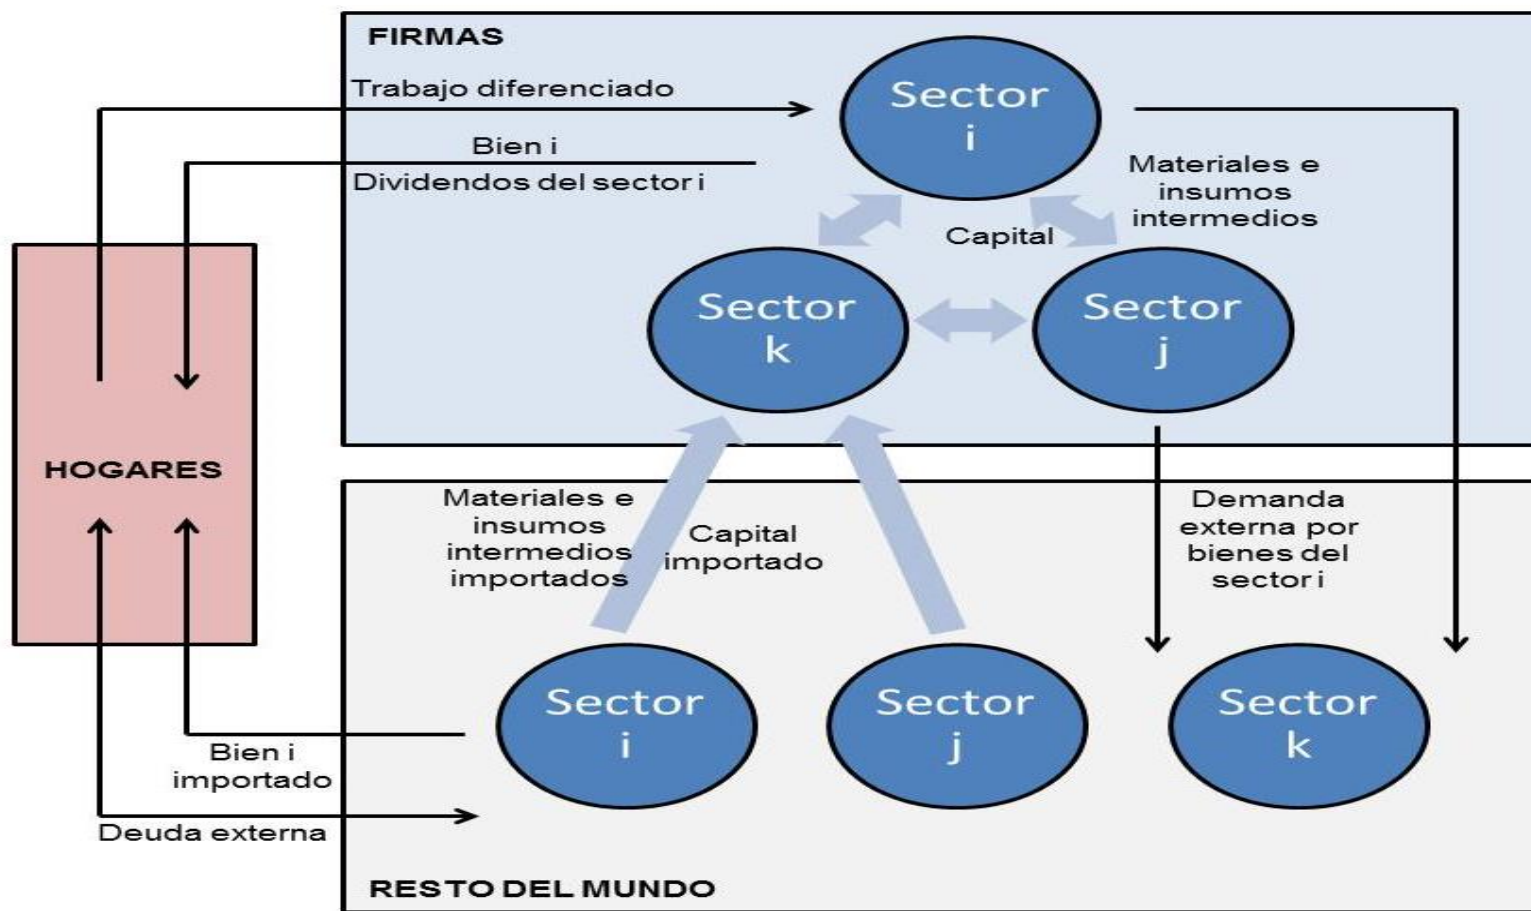 FIRMAS
Trabajo diferenciado
Sector
i
Bien i
Dividendos del sector i
Materiales e
insumos
intermedios
Capital
Sector
k
Sector
j
HOGARES
Materiales e
insumos
intermedios
importados
Capital
importado
Demanda
externa por
bienes del
sector i
Sector
i
Sector
j
Sector
k
Bien i
importado
Deuda externa
RESTO DEL MUNDO